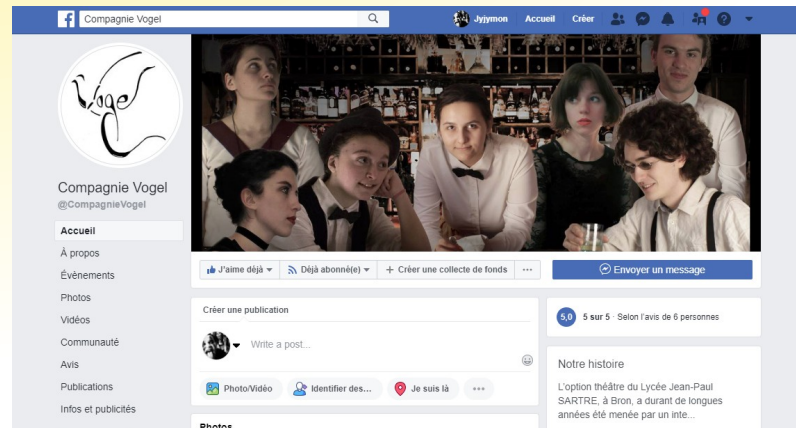 Compagnie Vogel
Jyjymon Accueil Créer
Vogel
Compagnie Vogel
@CompagnieVogel
Accueil
À propos
Évènements
Photos
Vidéos
Communauté
Avis
Publications
Infos et publicités
J'aime déjà
Déjà abonné(e)
+ Créer une collecte de fonds
Envoyer un message
Créer une publication
Write a post...
Photo/Vidéo
Identifier des...
Je suis là
Photos
5,0 5 sur 5 · Selon l'avis de 6 personnes
Notre histoire
L'option théâtre du Lycée Jean-Paul
SARTRE, à Bron, a durant de longues
années été menée par un inte...